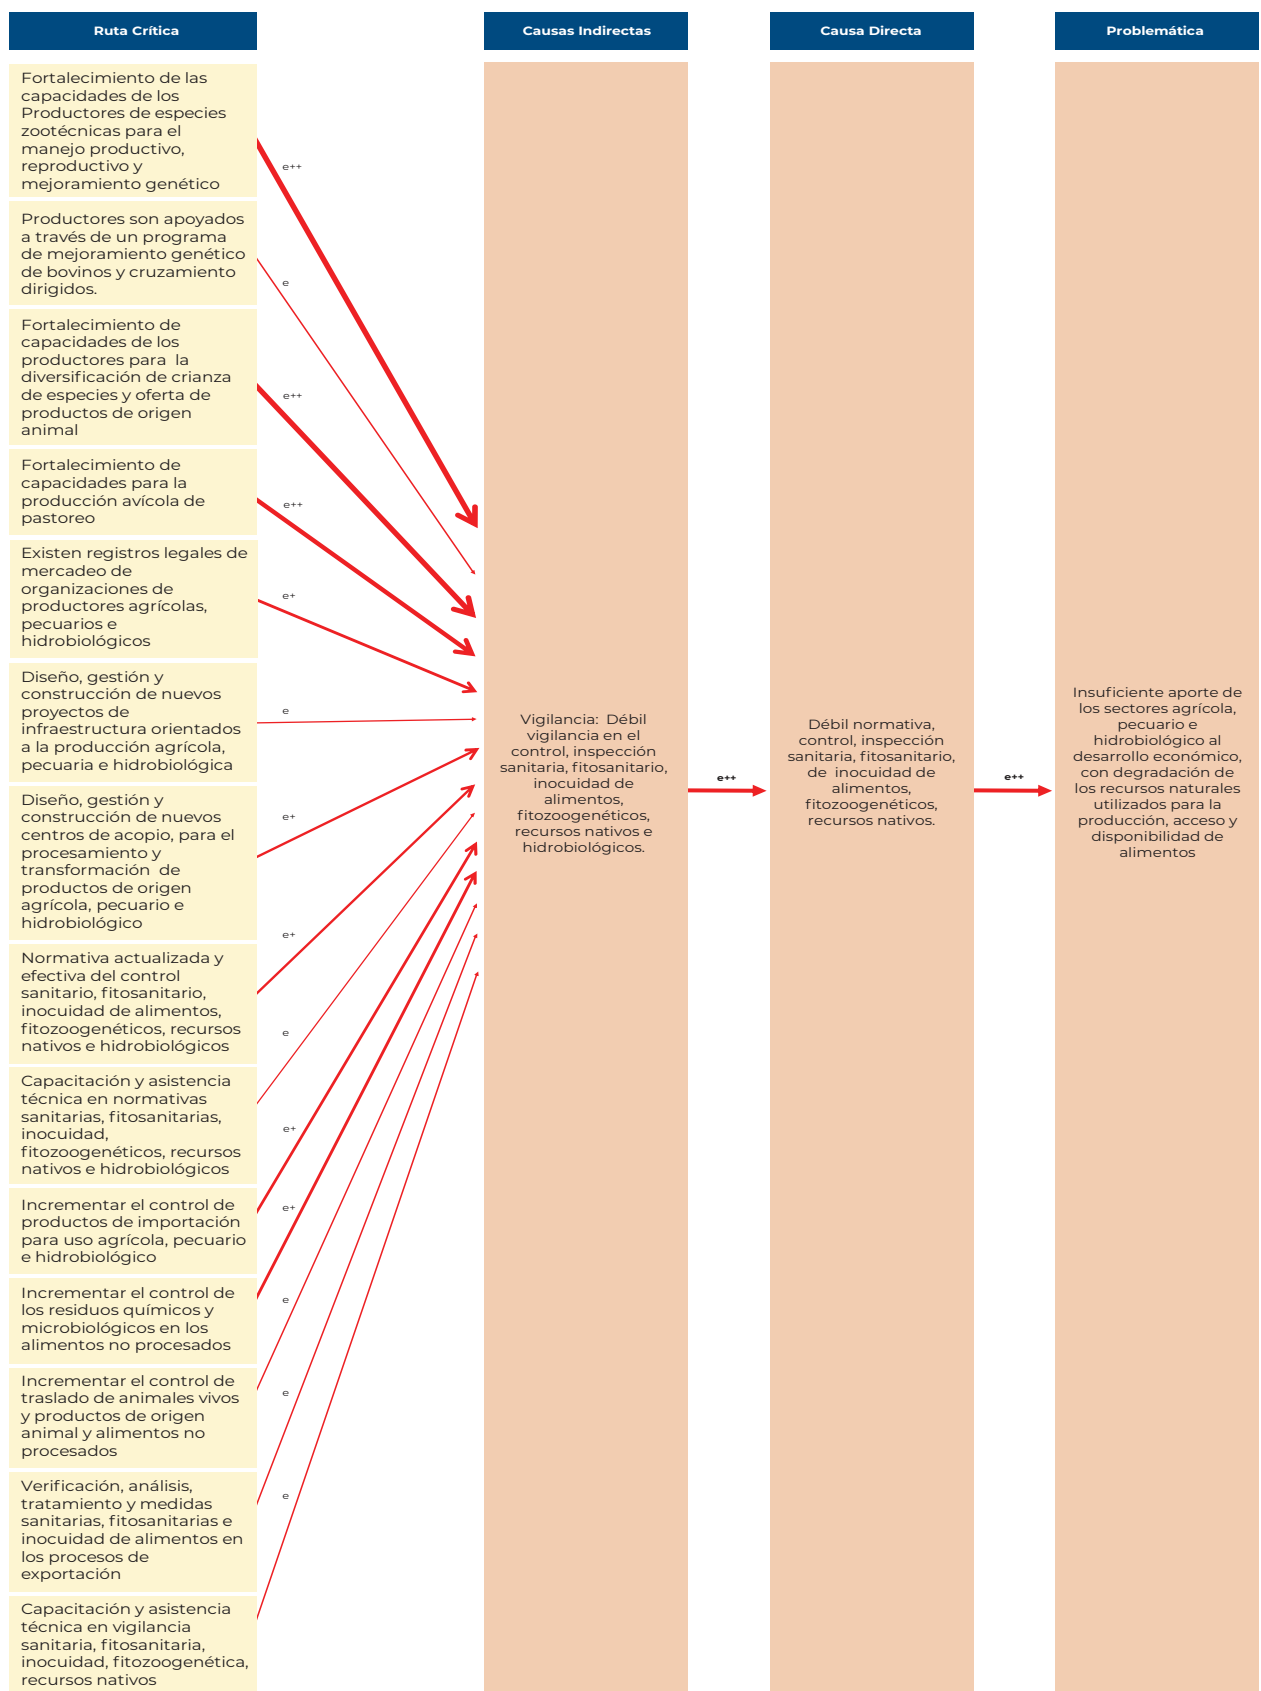 Ruta Crítica
Causas Indirectas
Causa Directa
Problemática
Fortalecimiento de las
capacidades de los
Productores de especies
zootécnicas para el
manejo productivo,
reproductivo y
mejoramiento genético
Productores son apoyados
a través de un programa
de mejoramiento genético
de bovinos y cruzamiento
dirigidos.
Fortalecimiento de
capacidades de los
productores para  la
diversificación de crianza
de especies y oferta de
productos de origen
animal
Fortalecimiento de
capacidades para la
producción avícola de
pastoreo
Existen registros legales de
mercadeo de
organizaciones de
productores agrícolas,
pecuarios e
hidrobiológicos
Diseño, gestión y
construcción de nuevos
proyectos de
infraestructura orientados
a la producción agrícola,
pecuaria e hidrobiológica
Diseño, gestión y
construcción de nuevos
centros de acopio, para el
procesamiento y
transformación  de
productos de origen
agrícola, pecuario e
hidrobiológico
Normativa actualizada y
efectiva del control
sanitario, fitosanitario,
inocuidad de alimentos,
fitozoogenéticos, recursos
nativos e hidrobiológicos
Capacitación y asistencia
técnica en normativas
sanitarias, fitosanitarias,
inocuidad,
fitozoogenéticos, recursos
nativos e hidrobiológicos
Incrementar el control de
productos de importación
para uso agrícola, pecuario
e hidrobiológico
Incrementar el control de
los residuos químicos y
microbiológicos en los
alimentos no procesados
Incrementar el control de
traslado de animales vivos
y productos de origen
animal y alimentos no
procesados
Verificación, análisis,
tratamiento y medidas
sanitarias, fitosanitarias e
inocuidad de alimentos en
los procesos de
exportación
Capacitación y asistencia
técnica en vigilancia
sanitaria, fitosanitaria,
inocuidad, fitozoogenética,
recursos nativos
e++
e
e++
e++
e+
e
e+
e+
e
e+
e+
e
e
e
Vigilancia:  Débil
vigilancia en el
control, inspección
sanitaria, fitosanitario,
inocuidad de
alimentos,
fitozoogenéticos,
recursos nativos e
hidrobiológicos.
e++
Débil normativa,
control, inspección
sanitaria, fitosanitario,
de  inocuidad de
alimentos,
fitozoogenéticos,
recursos nativos.
e++
Insuficiente aporte de
los sectores agrícola,
pecuario e
hidrobiológico al
desarrollo económico,
con degradación de
los recursos naturales
utilizados para la
producción, acceso y
disponibilidad de
alimentos